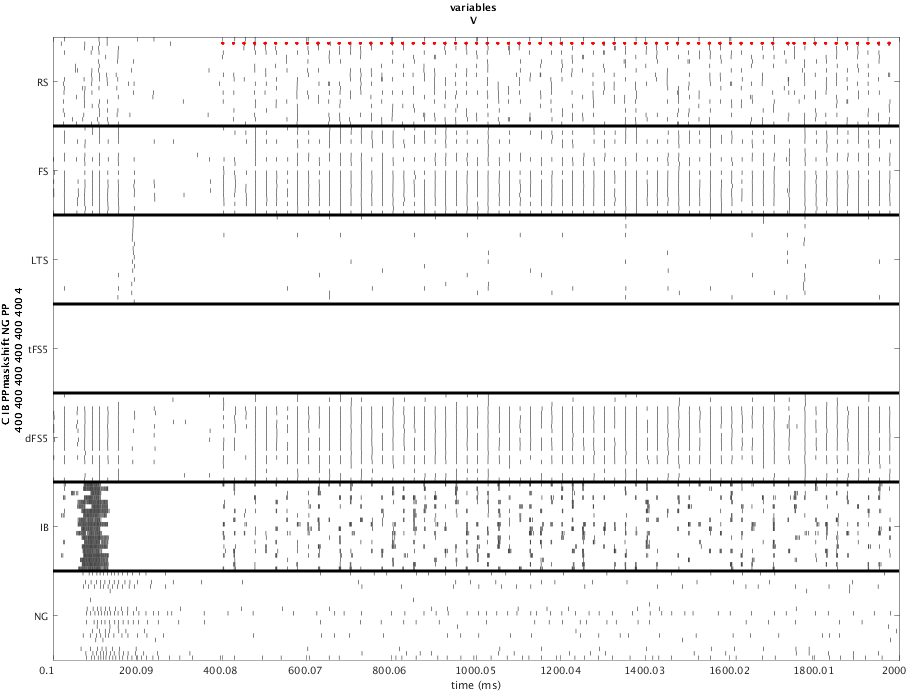 variables
V
RS
FS
LTS
tFS5
dFS5
IB
NG
C IB PPmaskshift NG PP
400 400 400 400 400 400 4
0.1 200.09 400.08 600.07 800.06 1000.05 1200.04 1400.03 1600.02 1800.01 2000
time (ms)